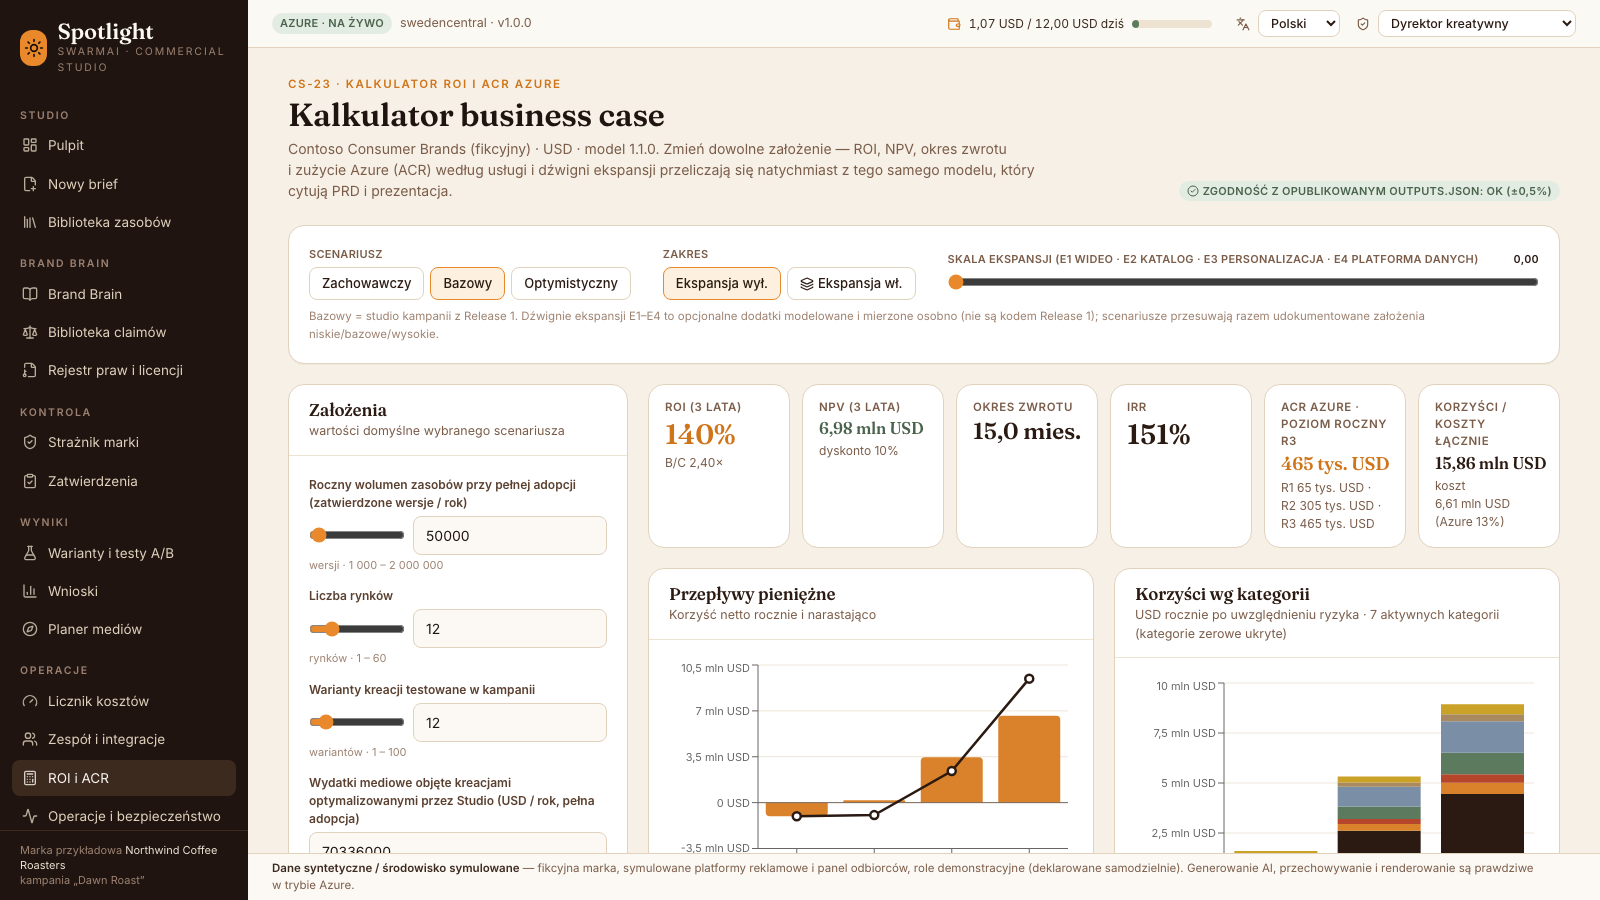 Spotlight
SWARMAI · COMMERCIAL
STUDIO
STUDIO
Pulpit
Nowy brief
Biblioteka zasobów
BRAND BRAIN
Brand Brain
Biblioteka claimów
Rejestr praw i licencji
KONTROLA
Strażnik marki
Zatwierdzenia
WYNIKI
Warianty i testy A/B
Wnioski
Planer mediów
OPERACJE
Licznik kosztów
Zespół i integracje
ROI i ACR
Operacje i bezpieczeństwo
Marka przykładowa Northwind Coffee
Roasters
kampania „Dawn Roast”
AZURE · NA ŻYWO swedencentral · v1.0.0
1,07 USD / 12,00 USD dziś
Polski
Dyrektor kreatywny
CS-23 · KALKULATOR ROI I ACR AZURE
Kalkulator business case
Contoso Consumer Brands (fikcyjny) · USD · model 1.1.0. Zmień dowolne założenie — ROI, NPV, okres zwrotu
i zużycie Azure (ACR) według usługi i dźwigni ekspansji przeliczają się natychmiast z tego samego modelu, który
cytują PRD i prezentacja.
ZGODNOŚĆ Z OPUBLIKOWANYM OUTPUTS.JSON: OK (±0,5%)
SCENARIUSZ
Zachowawczy Bazowy Optymistyczny
ZAKRES
Ekspansja wył. Ekspansja wł.
SKALA EKSPANSJI (E1 WIDEO · E2 KATALOG · E3 PERSONALIZACJA · E4 PLATFORMA DANYCH) 0,00
Bazowy = studio kampanii z Release 1. Dźwignie ekspansji E1–E4 to opcjonalne dodatki modelowane i mierzone osobno (nie są kodem Release 1); scenariusze przesuwają razem udokumentowane założenia
niskie/bazowe/wysokie.
Założenia
wartości domyślne wybranego scenariusza
Roczny wolumen zasobów przy pełnej adopcji
(zatwierdzone wersje / rok)
50000
wersji · 1 000 – 2 000 000
Liczba rynków
12
rynków · 1 – 60
Warianty kreacji testowane w kampanii
12
wariantów · 1 – 100
Wydatki mediowe objęte kreacjami
optymalizowanymi przez Studio (USD / rok, pełna
adopcja)
70336000
ROI (3 LATA)
140%
B/C 2,40×
NPV (3 LATA)
6,98 mln USD
dyskonto 10%
OKRES ZWROTU
15,0 mies.
IRR
151%
ACR AZURE ·
POZIOM ROCZNY
R3
465 tys. USD
R1 65 tys. USD ·
R2 305 tys. USD ·
R3 465 tys. USD
KORZYŚCI /
KOSZTY
ŁĄCZNIE
15,86 mln USD
koszt
6,61 mln USD
(Azure 13%)
Przepływy pieniężne
Korzyść netto rocznie i narastająco
10,5 mln USD
7 mln USD
3,5 mln USD
0 USD
-3,5 mln USD
Korzyści wg kategorii
USD rocznie po uwzględnieniu ryzyka · 7 aktywnych kategorii
(kategorie zerowe ukryte)
10 mln USD
7,5 mln USD
5 mln USD
2,5 mln USD
Dane syntetyczne / środowisko symulowane — fikcyjna marka, symulowane platformy reklamowe i panel odbiorców, role demonstracyjne (deklarowane samodzielnie). Generowanie AI, przechowywanie i renderowanie są prawdziwe
w trybie Azure.